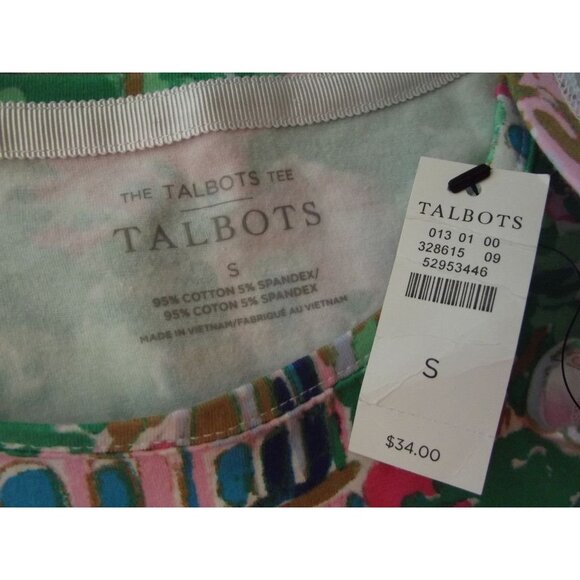 THE TALBOTS TEE
TALBOTS
S
95% COTTON 5% SPANDEX/
95% COTON 5% SPANDEX
MADE IN VIETNAM/FABRIQUÉ AU VIETNAM
TALBOTS
013 01 00
328615 09
52953446
S
$34.00